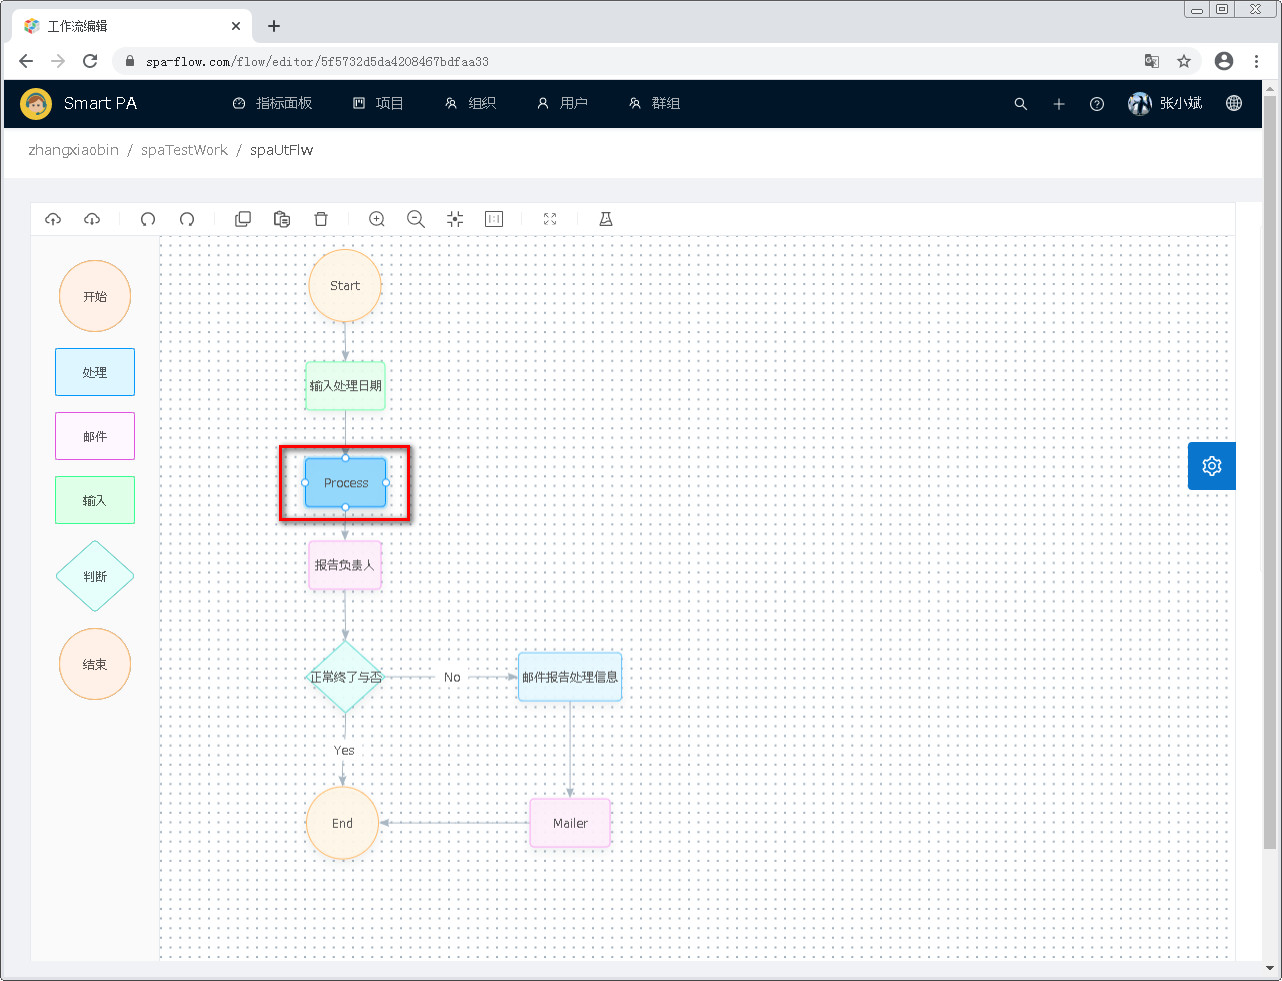 工作流编辑
spa-flow.com/flow/editor/5f5732d5da4208467bdfaa33
Smart PA 指标面板 项目 组织 用户 群组 张小斌
zhangxiaobin / spaTestWork / spaUtFlw
开始
处理
邮件
输入
判断
结束
Start
输入处理日期
Process
报告负责人
正常终了与否
No
邮件报告处理信息
Yes
End
Mailer